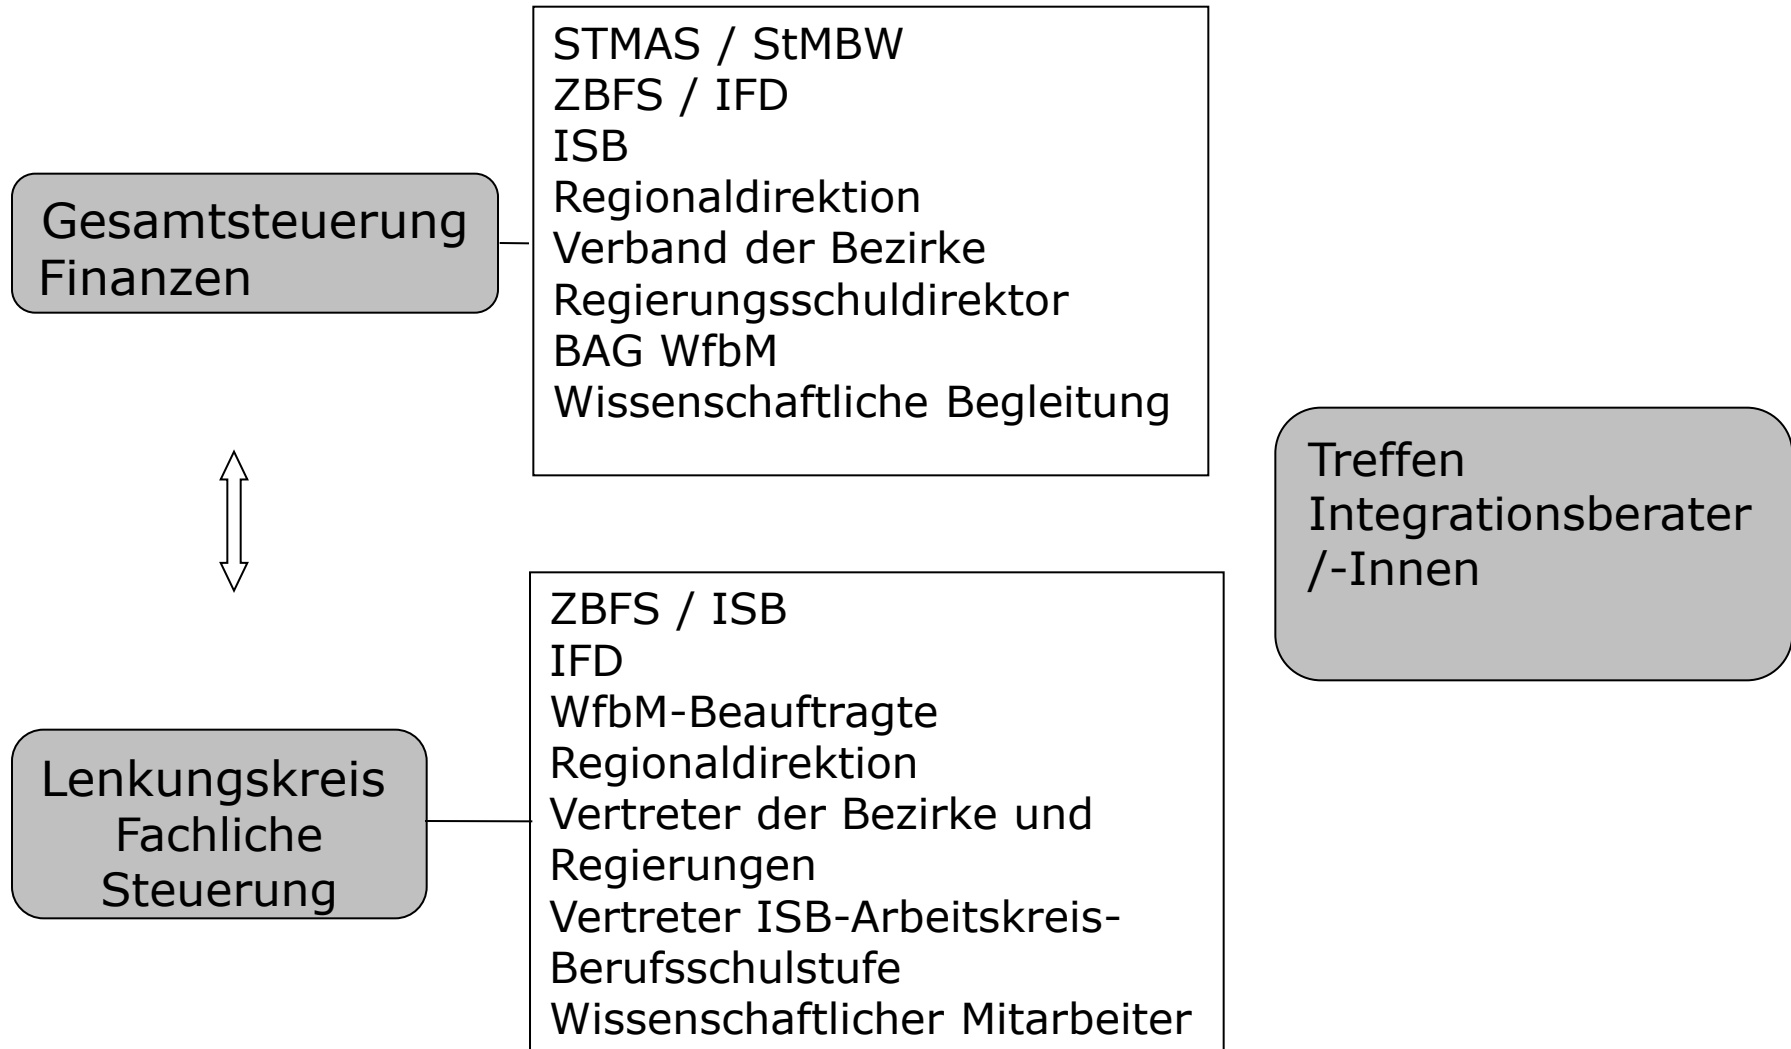 STMAS / StMBW
ZBFS / IFD
ISB
Regionaldirektion
Verband der Bezirke
Regierungsschuldirektor
BAG WfbM
Wissenschaftliche Begleitung
Gesamtsteuerung
Finanzen
Treffen
Integrationsberater
/-Innen
ZBFS / ISB
IFD
WfbM-Beauftragte
Regionaldirektion
Vertreter der Bezirke und
Regierungen
Vertreter ISB-Arbeitskreis-
Berufsschulstufe
Wissenschaftlicher Mitarbeiter
Lenkungskreis
Fachliche
Steuerung